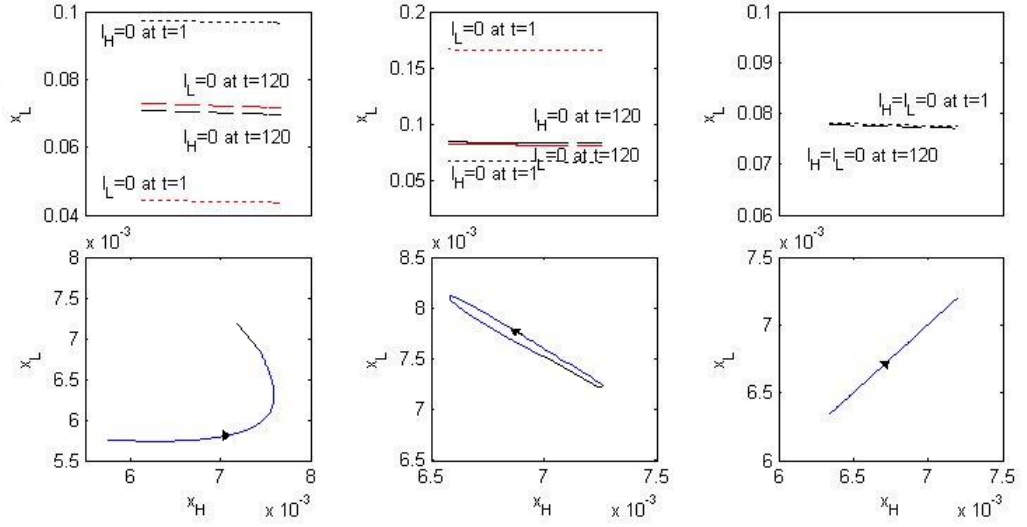 0.1
0.08
0.06
0.04
x_L
I_H=0 at t=1
I_L=0 at t=120
I_H=0 at t=120
I_L=0 at t=1
0.2
0.15
0.1
0.05
x_L
I_L=0 at t=1
I_H=0 at t=120
I_L=0 at t=120
I_H=0 at t=1
0.1
0.09
0.08
0.07
0.06
x_L
I_H=I_L=0 at t=1
I_H=I_L=0 at t=120
x 10^-3
8
7.5
7
6.5
6
5.5
x_L
6
7
8
x_H
x 10^-3
x 10^-3
8.5
8
7.5
7
6.5
x_L
6.5
7
7.5
x_H
x 10^-3
x 10^-3
7.5
7
6.5
6
x_L
6
6.5
7
7.5
x_H
x 10^-3